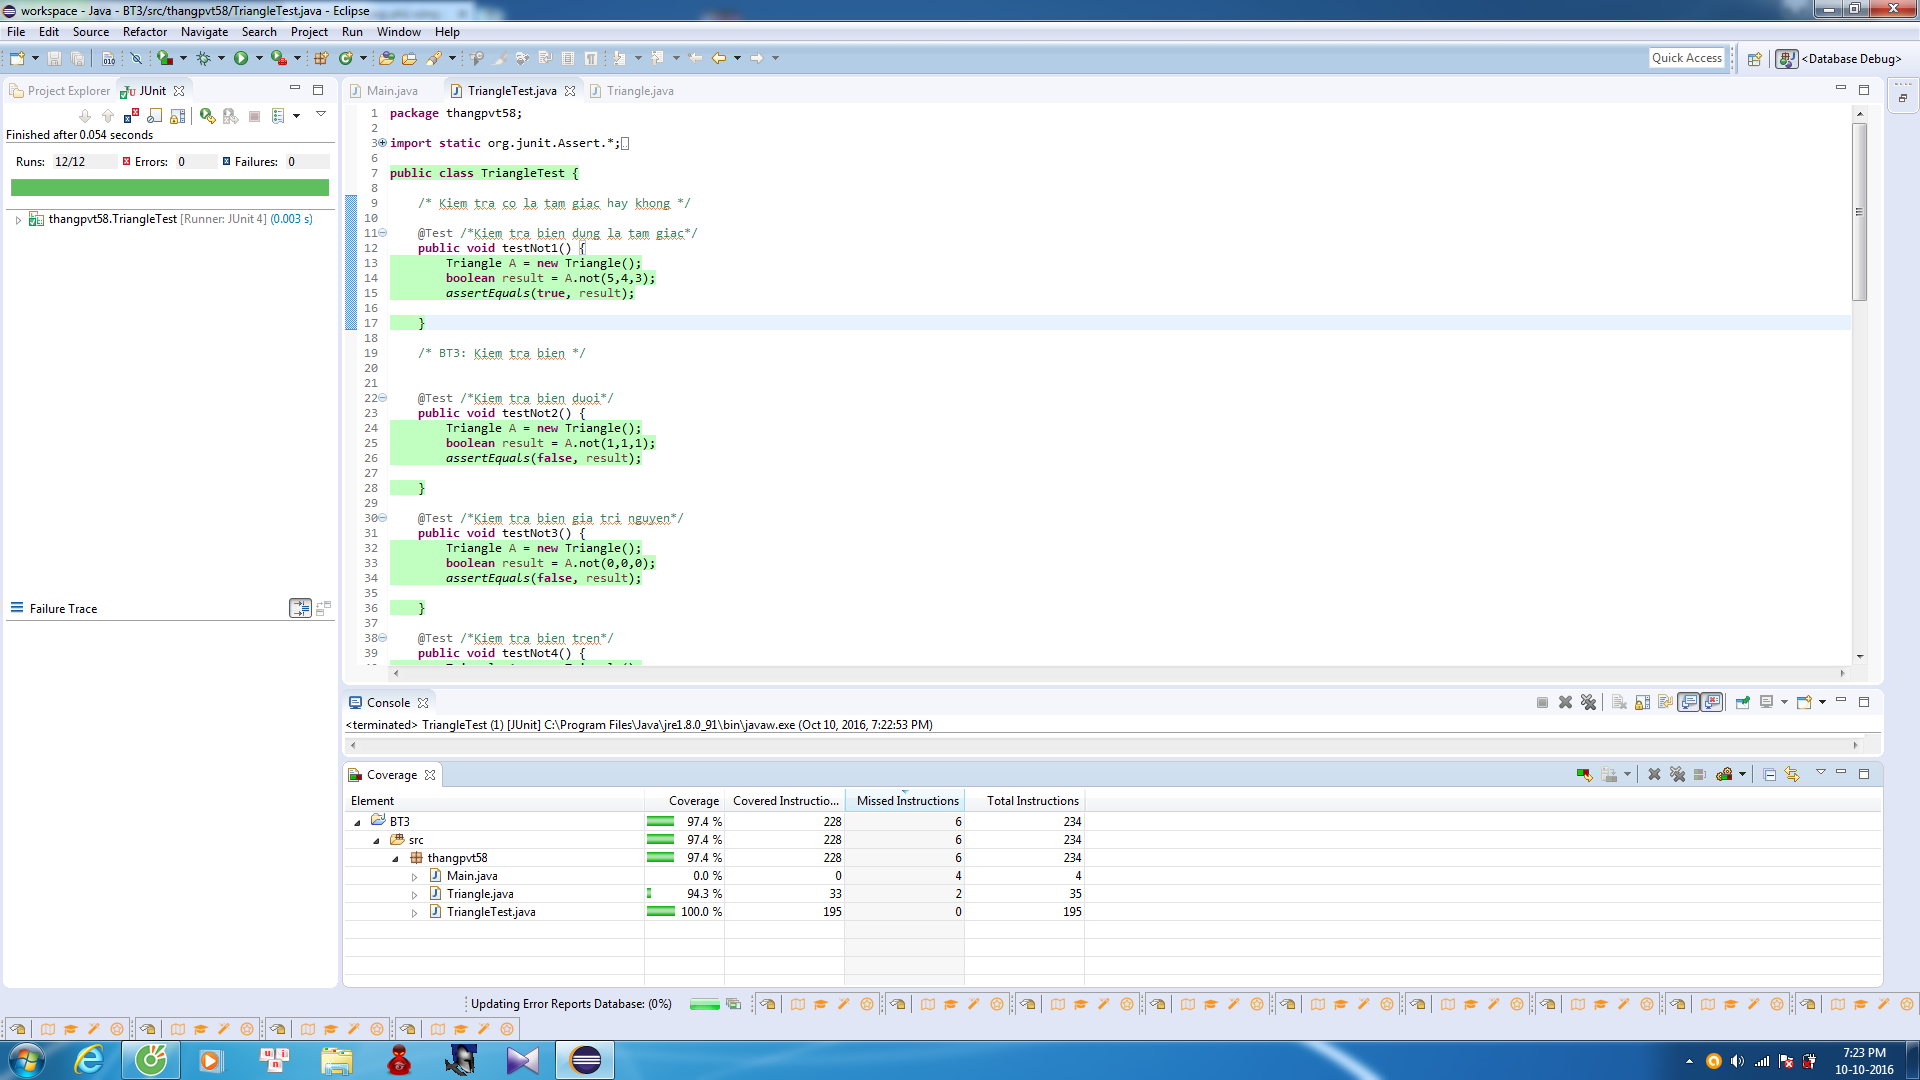 workspace - Java - BT3/src/thangpvt58/TriangleTest.java - Eclipse
File Edit Source Refactor Navigate Search Project Run Window Help
Quick Access
<Database Debug>
Project Explorer JUnit
Main.java TriangleTest.java Triangle.java
Finished after 0.054 seconds
Runs: 12/12 Errors: 0 Failures: 0
thangpvt58.TriangleTest [Runner: JUnit 4] (0.003 s)
Failure Trace
1 package thangpvt58;
2
3 import static org.junit.Assert.*;
6
7 public class TriangleTest {
8
9 /* Kiem tra co la tam giac hay khong */
10
11 @Test /*Kiem tra bien dung la tam giac*/
12 public void testNot1() {
13 Triangle A = new Triangle();
14 boolean result = A.not(5,4,3);
15 assertEquals(true, result);
16
17 }
18
19 /* BT3: Kiem tra bien */
20
21
22 @Test /*Kiem tra bien duoi*/
23 public void testNot2() {
24 Triangle A = new Triangle();
25 boolean result = A.not(1,1,1);
26 assertEquals(false, result);
27
28 }
29
30 @Test /*Kiem tra bien gia tri nguyen*/
31 public void testNot3() {
32 Triangle A = new Triangle();
33 boolean result = A.not(0,0,0);
34 assertEquals(false, result);
35
36 }
37
38 @Test /*Kiem tra bien tren*/
39 public void testNot4() {
Console
<terminated> TriangleTest (1) [JUnit] C:\Program Files\Java\jre1.8.0_91\bin\javaw.exe (Oct 10, 2016, 7:22:53 PM)
Coverage
Element Coverage Covered Instructio... Missed Instructions Total Instructions
BT3 97.4 % 228 6 234
src 97.4 % 228 6 234
thangpvt58 97.4 % 228 6 234
Main.java 0.0 % 0 4 4
Triangle.java 94.3 % 33 2 35
TriangleTest.java 100.0 % 195 0 195
Updating Error Reports Database: (0%)
7:23 PM
10-10-2016